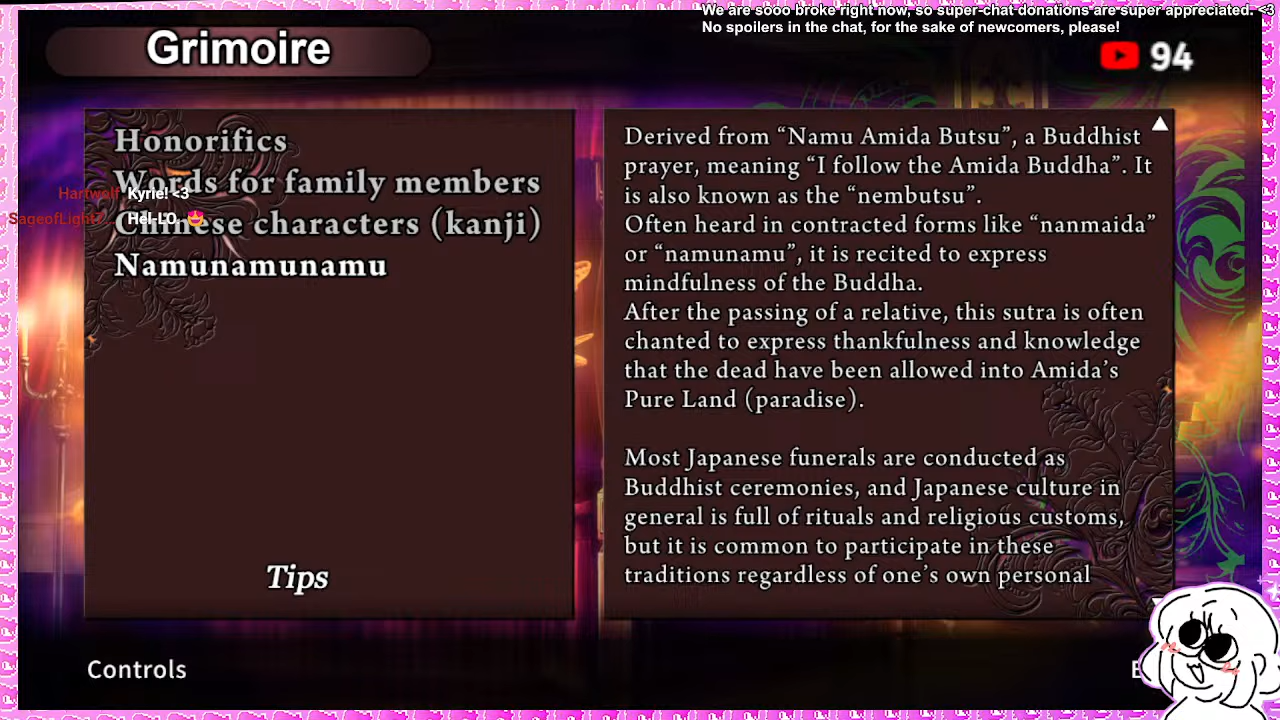 We are sooo broke right now, so super-chat donations are super appreciated. <3
No spoilers in the chat, for the sake of newcomers, please!
Grimoire
94
Honorifics
Words for family members
Hartwolf Kyrie! <3
SageofLight Hel-LO
Chinese characters (kanji)
Namunamunamu
Tips
Derived from “Namu Amida Butsu”, a Buddhist
prayer, meaning “I follow the Amida Buddha”. It
is also known as the “nembutsu”.
Often heard in contracted forms like “nanmaida”
or “namunamu”, it is recited to express
mindfulness of the Buddha.
After the passing of a relative, this sutra is often
chanted to express thankfulness and knowledge
that the dead have been allowed into Amida’s
Pure Land (paradise).
Most Japanese funerals are conducted as
Buddhist ceremonies, and Japanese culture in
general is full of rituals and religious customs,
but it is common to participate in these
traditions regardless of one’s own personal
Controls